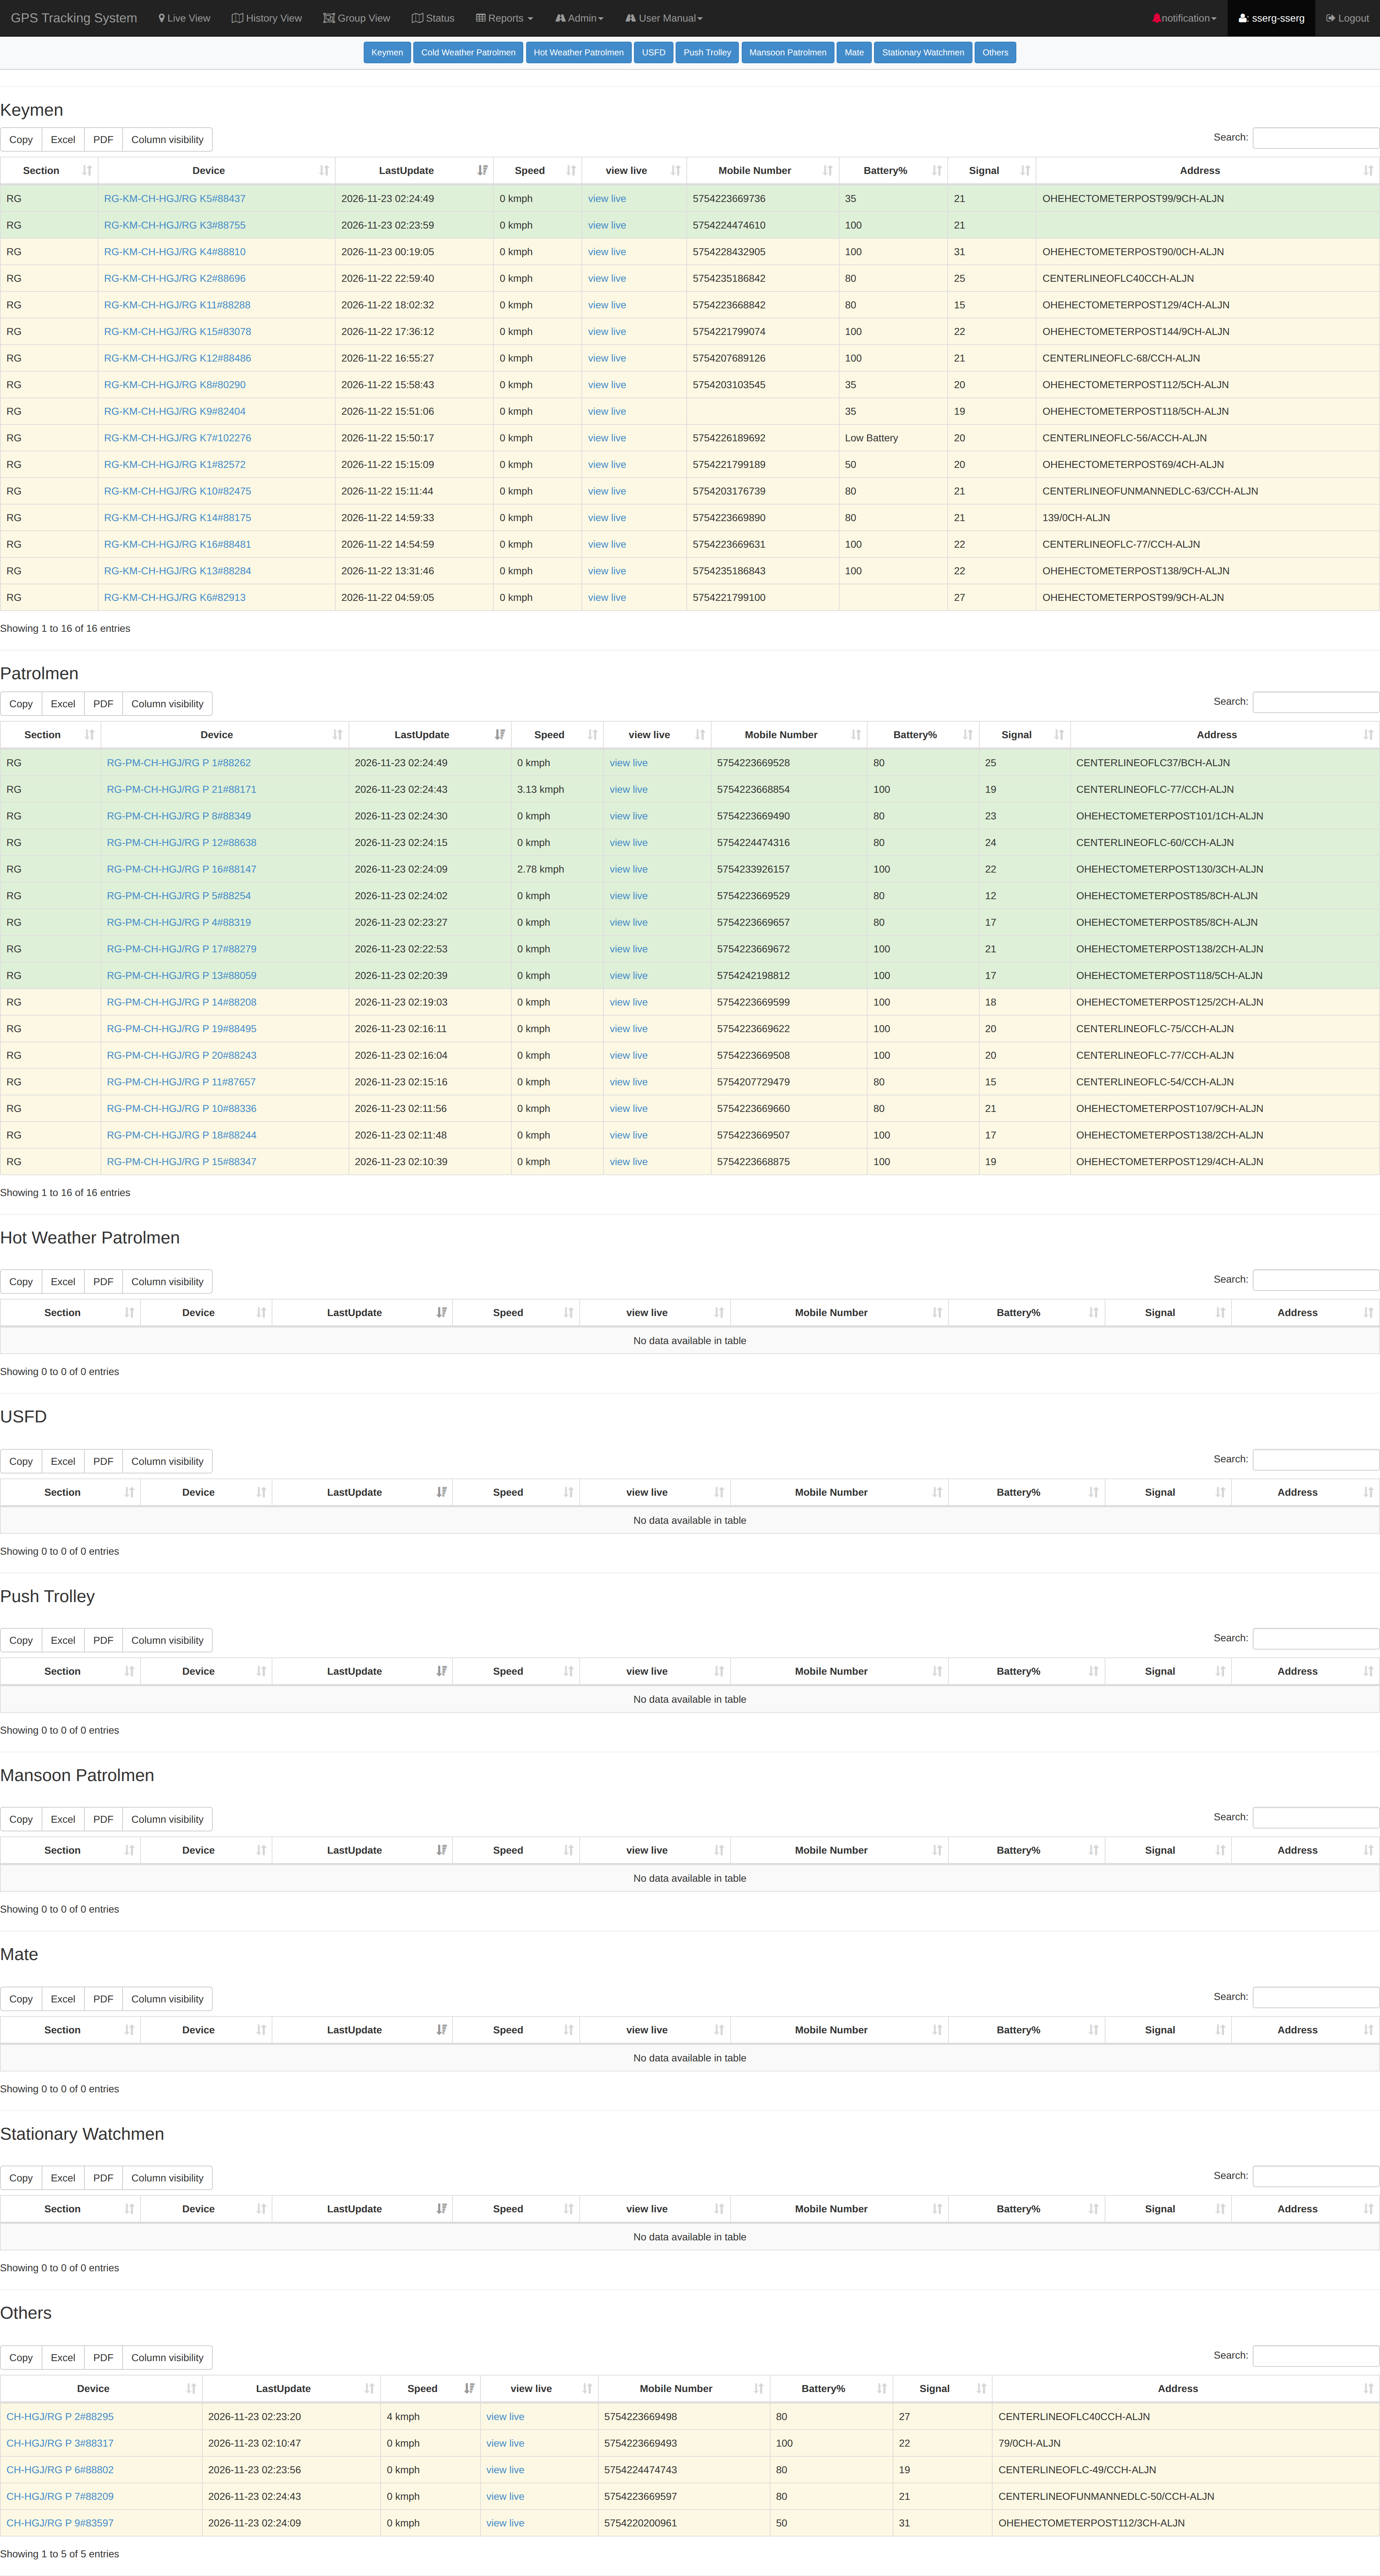 GPS Tracking System Live View History View Group View Status Reports Admin User Manual notification : sserg-sserg Logout
Keymen Cold Weather Patrolmen Hot Weather Patrolmen USFD Push Trolley Mansoon Patrolmen Mate Stationary Watchmen Others
Keymen
Copy Excel PDF Column visibility Search:
Section Device LastUpdate Speed view live Mobile Number Battery% Signal Address
RG RG-KM-CH-HGJ/RG K5#88437 2026-11-23 02:24:49 0 kmph view live 5754223669736 35 21 OHEHECTOMETERPOST99/9CH-ALJN
RG RG-KM-CH-HGJ/RG K3#88755 2026-11-23 02:23:59 0 kmph view live 5754224474610 100 21
RG RG-KM-CH-HGJ/RG K4#88810 2026-11-23 00:19:05 0 kmph view live 5754228432905 100 31 OHEHECTOMETERPOST90/0CH-ALJN
RG RG-KM-CH-HGJ/RG K2#88696 2026-11-22 22:59:40 0 kmph view live 5754235186842 80 25 CENTERLINEOFLC40CCH-ALJN
RG RG-KM-CH-HGJ/RG K11#88288 2026-11-22 18:02:32 0 kmph view live 5754223668842 80 15 OHEHECTOMETERPOST129/4CH-ALJN
RG RG-KM-CH-HGJ/RG K15#83078 2026-11-22 17:36:12 0 kmph view live 5754221799074 100 22 OHEHECTOMETERPOST144/9CH-ALJN
RG RG-KM-CH-HGJ/RG K12#88486 2026-11-22 16:55:27 0 kmph view live 5754207689126 100 21 CENTERLINEOFLC-68/CCH-ALJN
RG RG-KM-CH-HGJ/RG K8#80290 2026-11-22 15:58:43 0 kmph view live 5754203103545 35 20 OHEHECTOMETERPOST112/5CH-ALJN
RG RG-KM-CH-HGJ/RG K9#82404 2026-11-22 15:51:06 0 kmph view live 35 19 OHEHECTOMETERPOST118/5CH-ALJN
RG RG-KM-CH-HGJ/RG K7#102276 2026-11-22 15:50:17 0 kmph view live 5754226189692 Low Battery 20 CENTERLINEOFLC-56/ACCH-ALJN
RG RG-KM-CH-HGJ/RG K1#82572 2026-11-22 15:15:09 0 kmph view live 5754221799189 50 20 OHEHECTOMETERPOST69/4CH-ALJN
RG RG-KM-CH-HGJ/RG K10#82475 2026-11-22 15:11:44 0 kmph view live 5754203176739 80 21 CENTERLINEOFUNMANNEDLC-63/CCH-ALJN
RG RG-KM-CH-HGJ/RG K14#88175 2026-11-22 14:59:33 0 kmph view live 5754223669890 80 21 139/0CH-ALJN
RG RG-KM-CH-HGJ/RG K16#88481 2026-11-22 14:54:59 0 kmph view live 5754223669631 100 22 CENTERLINEOFLC-77/CCH-ALJN
RG RG-KM-CH-HGJ/RG K13#88284 2026-11-22 13:31:46 0 kmph view live 5754235186843 100 22 OHEHECTOMETERPOST138/9CH-ALJN
RG RG-KM-CH-HGJ/RG K6#82913 2026-11-22 04:59:05 0 kmph view live 5754221799100 27 OHEHECTOMETERPOST99/9CH-ALJN
Showing 1 to 16 of 16 entries
Patrolmen
Copy Excel PDF Column visibility Search:
Section Device LastUpdate Speed view live Mobile Number Battery% Signal Address
RG RG-PM-CH-HGJ/RG P 1#88262 2026-11-23 02:24:49 0 kmph view live 5754223669528 80 25 CENTERLINEOFLC37/BCH-ALJN
RG RG-PM-CH-HGJ/RG P 21#88171 2026-11-23 02:24:43 3.13 kmph view live 5754223668854 100 19 CENTERLINEOFLC-77/CCH-ALJN
RG RG-PM-CH-HGJ/RG P 8#88349 2026-11-23 02:24:30 0 kmph view live 5754223669490 80 23 OHEHECTOMETERPOST101/1CH-ALJN
RG RG-PM-CH-HGJ/RG P 12#88638 2026-11-23 02:24:15 0 kmph view live 5754224474316 80 24 CENTERLINEOFLC-60/CCH-ALJN
RG RG-PM-CH-HGJ/RG P 16#88147 2026-11-23 02:24:09 2.78 kmph view live 5754233926157 100 22 OHEHECTOMETERPOST130/3CH-ALJN
RG RG-PM-CH-HGJ/RG P 5#88254 2026-11-23 02:24:02 0 kmph view live 5754223669529 80 12 OHEHECTOMETERPOST85/8CH-ALJN
RG RG-PM-CH-HGJ/RG P 4#88319 2026-11-23 02:23:27 0 kmph view live 5754223669657 80 17 OHEHECTOMETERPOST85/8CH-ALJN
RG RG-PM-CH-HGJ/RG P 17#88279 2026-11-23 02:22:53 0 kmph view live 5754223669672 100 21 OHEHECTOMETERPOST138/2CH-ALJN
RG RG-PM-CH-HGJ/RG P 13#88059 2026-11-23 02:20:39 0 kmph view live 5754242198812 100 17 OHEHECTOMETERPOST118/5CH-ALJN
RG RG-PM-CH-HGJ/RG P 14#88208 2026-11-23 02:19:03 0 kmph view live 5754223669599 100 18 OHEHECTOMETERPOST125/2CH-ALJN
RG RG-PM-CH-HGJ/RG P 19#88495 2026-11-23 02:16:11 0 kmph view live 5754223669622 100 20 CENTERLINEOFLC-75/CCH-ALJN
RG RG-PM-CH-HGJ/RG P 20#88243 2026-11-23 02:16:04 0 kmph view live 5754223669508 100 20 CENTERLINEOFLC-77/CCH-ALJN
RG RG-PM-CH-HGJ/RG P 11#87657 2026-11-23 02:15:16 0 kmph view live 5754207729479 80 15 CENTERLINEOFLC-54/CCH-ALJN
RG RG-PM-CH-HGJ/RG P 10#88336 2026-11-23 02:11:56 0 kmph view live 5754223669660 80 21 OHEHECTOMETERPOST107/9CH-ALJN
RG RG-PM-CH-HGJ/RG P 18#88244 2026-11-23 02:11:48 0 kmph view live 5754223669507 100 17 OHEHECTOMETERPOST138/2CH-ALJN
RG RG-PM-CH-HGJ/RG P 15#88347 2026-11-23 02:10:39 0 kmph view live 5754223668875 100 19 OHEHECTOMETERPOST129/4CH-ALJN
Showing 1 to 16 of 16 entries
Hot Weather Patrolmen
Copy Excel PDF Column visibility Search:
Section Device LastUpdate Speed view live Mobile Number Battery% Signal Address
No data available in table
Showing 0 to 0 of 0 entries
USFD
Copy Excel PDF Column visibility Search:
Section Device LastUpdate Speed view live Mobile Number Battery% Signal Address
No data available in table
Showing 0 to 0 of 0 entries
Push Trolley
Copy Excel PDF Column visibility Search:
Section Device LastUpdate Speed view live Mobile Number Battery% Signal Address
No data available in table
Showing 0 to 0 of 0 entries
Mansoon Patrolmen
Copy Excel PDF Column visibility Search:
Section Device LastUpdate Speed view live Mobile Number Battery% Signal Address
No data available in table
Showing 0 to 0 of 0 entries
Mate
Copy Excel PDF Column visibility Search:
Section Device LastUpdate Speed view live Mobile Number Battery% Signal Address
No data available in table
Showing 0 to 0 of 0 entries
Stationary Watchmen
Copy Excel PDF Column visibility Search:
Section Device LastUpdate Speed view live Mobile Number Battery% Signal Address
No data available in table
Showing 0 to 0 of 0 entries
Others
Copy Excel PDF Column visibility Search:
Device LastUpdate Speed view live Mobile Number Battery% Signal Address
CH-HGJ/RG P 2#88295 2026-11-23 02:23:20 4 kmph view live 5754223669498 80 27 CENTERLINEOFLC40CCH-ALJN
CH-HGJ/RG P 3#88317 2026-11-23 02:10:47 0 kmph view live 5754223669493 100 22 79/0CH-ALJN
CH-HGJ/RG P 6#88802 2026-11-23 02:23:56 0 kmph view live 5754224474743 80 19 CENTERLINEOFLC-49/CCH-ALJN
CH-HGJ/RG P 7#88209 2026-11-23 02:24:43 0 kmph view live 5754223669597 80 21 CENTERLINEOFUNMANNEDLC-50/CCH-ALJN
CH-HGJ/RG P 9#83597 2026-11-23 02:24:09 0 kmph view live 5754220200961 50 31 OHEHECTOMETERPOST112/3CH-ALJN
Showing 1 to 5 of 5 entries